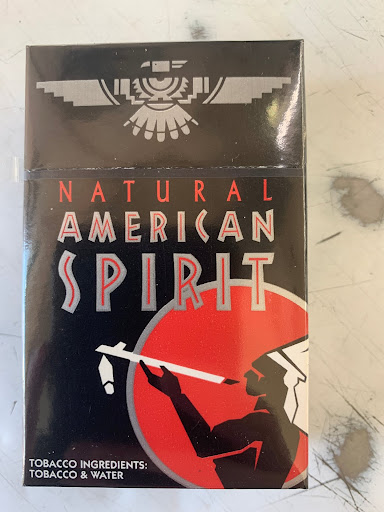 NATURAL
AMERICAN
SPIRIT
TOBACCO INGREDIENTS:
TOBACCO & WATER